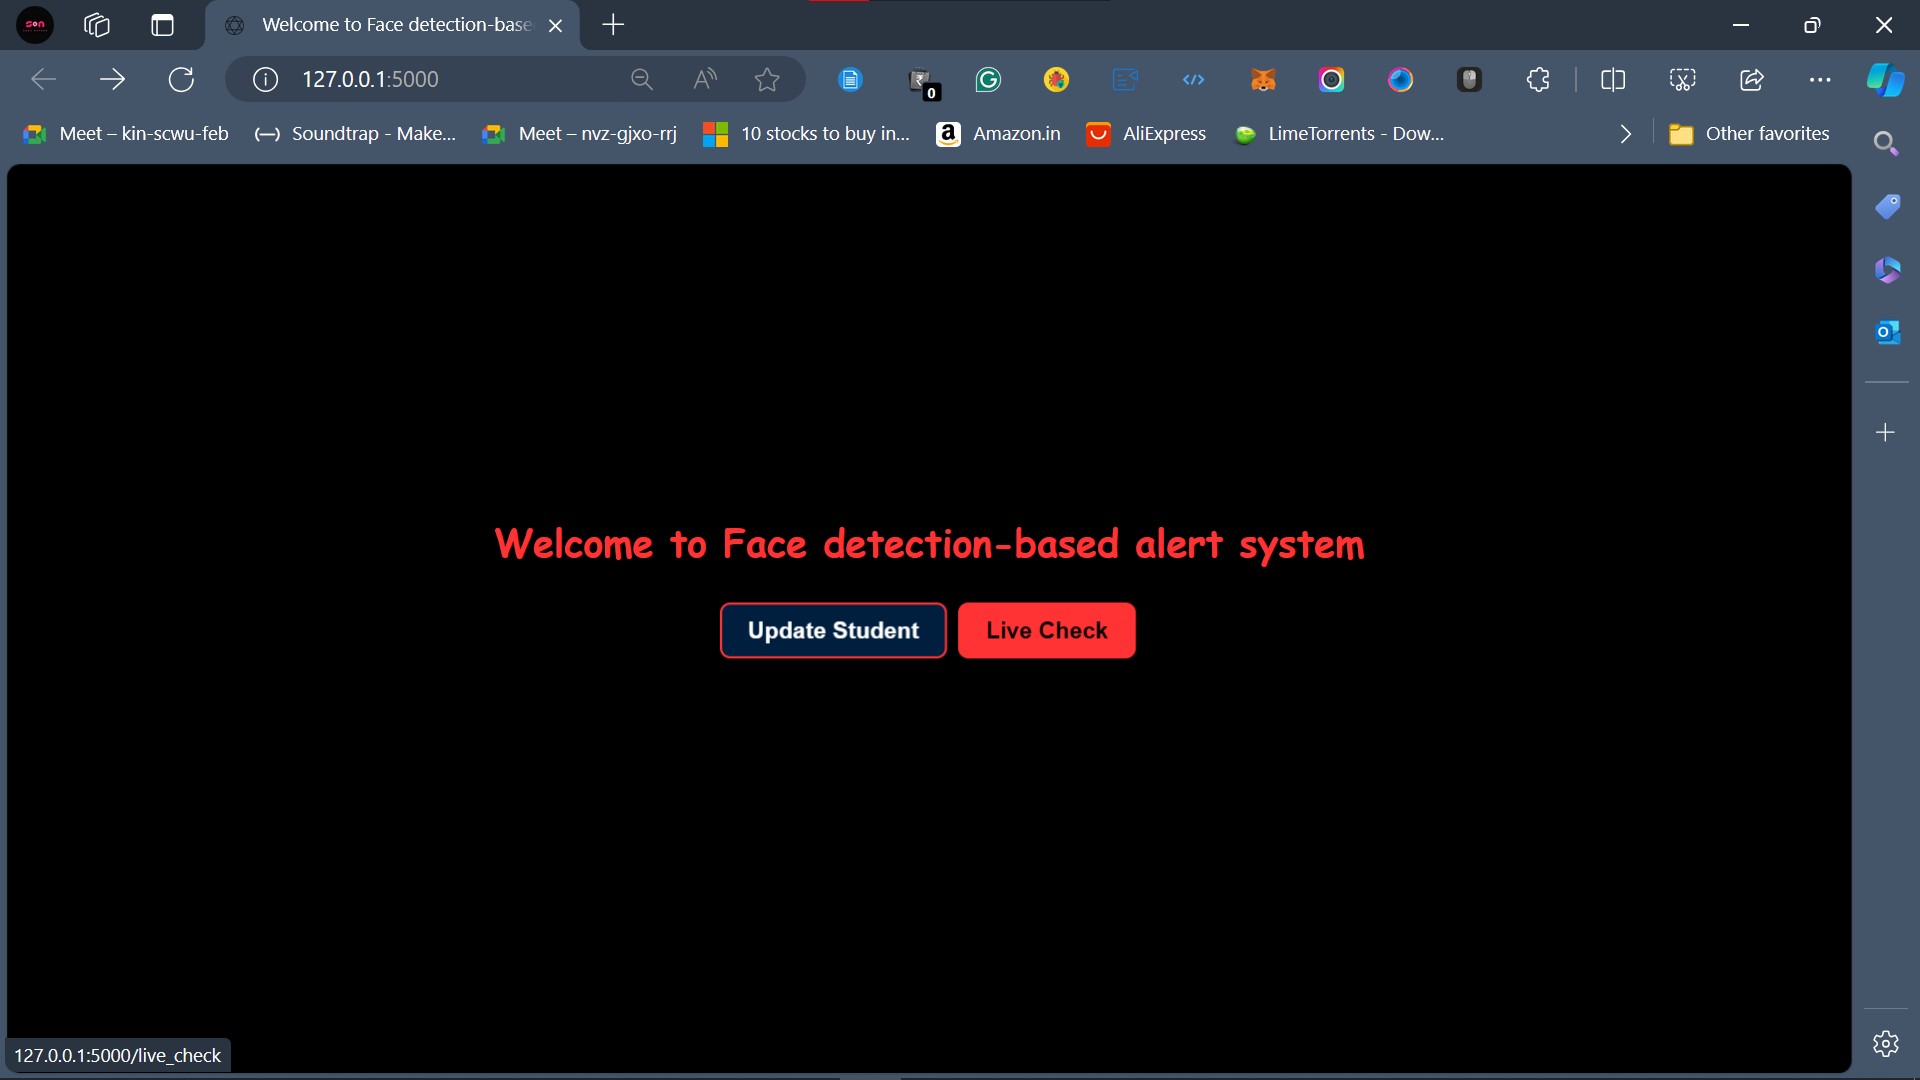 son
Welcome to Face detection-base
127.0.0.1:5000
A
0
G
Meet – kin-scwu-feb
Soundtrap - Make...
Meet – nvz-gjxo-rrj
10 stocks to buy in...
a
Amazon.in
AliExpress
LimeTorrents - Dow...
Other favorites
Welcome to Face detection-based alert system
Update Student
Live Check
127.0.0.1:5000/live_check